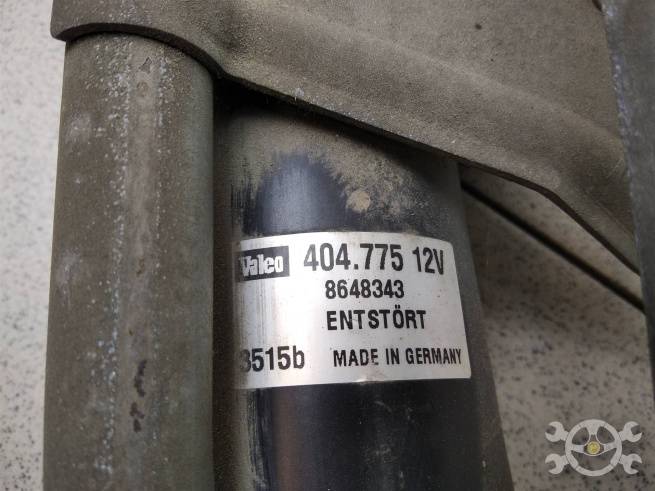 Valeo 404.775 12V
8648343
ENTSTÖRT
3515b MADE IN GERMANY